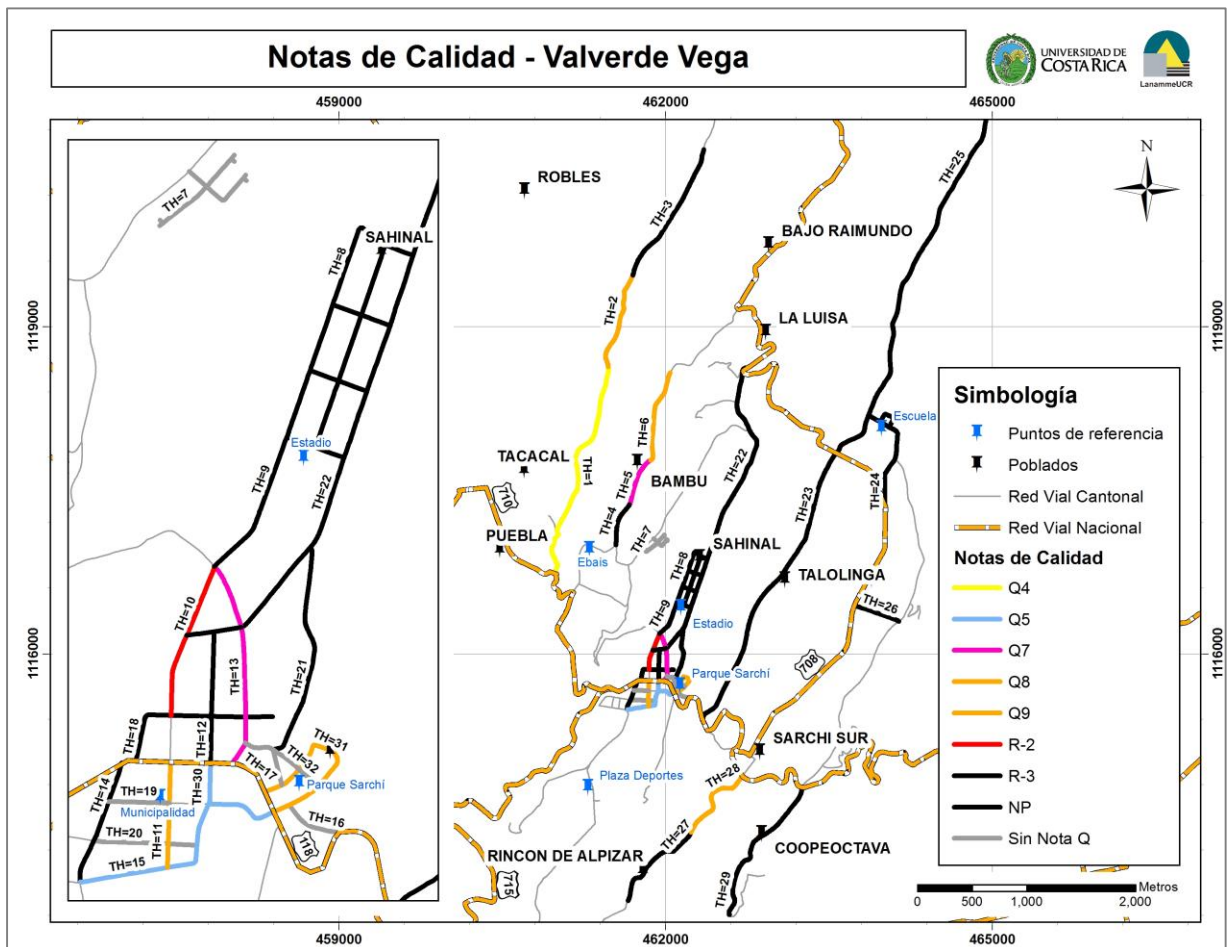 Notas de Calidad - Valverde Vega
UNIVERSIDAD DE
COSTA RICA
LanammeUCR
459000
462000
465000
1119000
1116000
1119000
1116000
N
TH=7
SAHINAL
TH=8
Estadio
TH=9
TH=22
TH=10
TH=13
TH=21
TH=18
TH=12
TH=31
TH=32
TH=17
TH=14
TH=19
TH=30
Parque Sarchí
Municipalidad
TH=11
TH=16
TH=20
TH=15
118
ROBLES
TH=3
TH=25
BAJO RAIMUNDO
TH=2
LA LUISA
TH=6
Escuela
TACACAL
TH=1
TH=5
BAMBU
TH=22
TH=24
710
TH=4
TH=23
PUEBLA
TH=7
Ebais
SAHINAL
TH=8
TALOLINGA
TH=9
Estadio
TH=26
708
Parque Sarchí
SARCHI SUR
Plaza Deportes
TH=28
TH=27
RINCON DE ALPIZAR
COOPEOCTAVA
715
TH=29
Simbología
Puntos de referencia
Poblados
Red Vial Cantonal
Red Vial Nacional
Notas de Calidad
Q4
Q5
Q7
Q8
Q9
R-2
R-3
NP
Sin Nota Q
Metros
0 500 1,000 2,000
459000
462000
465000